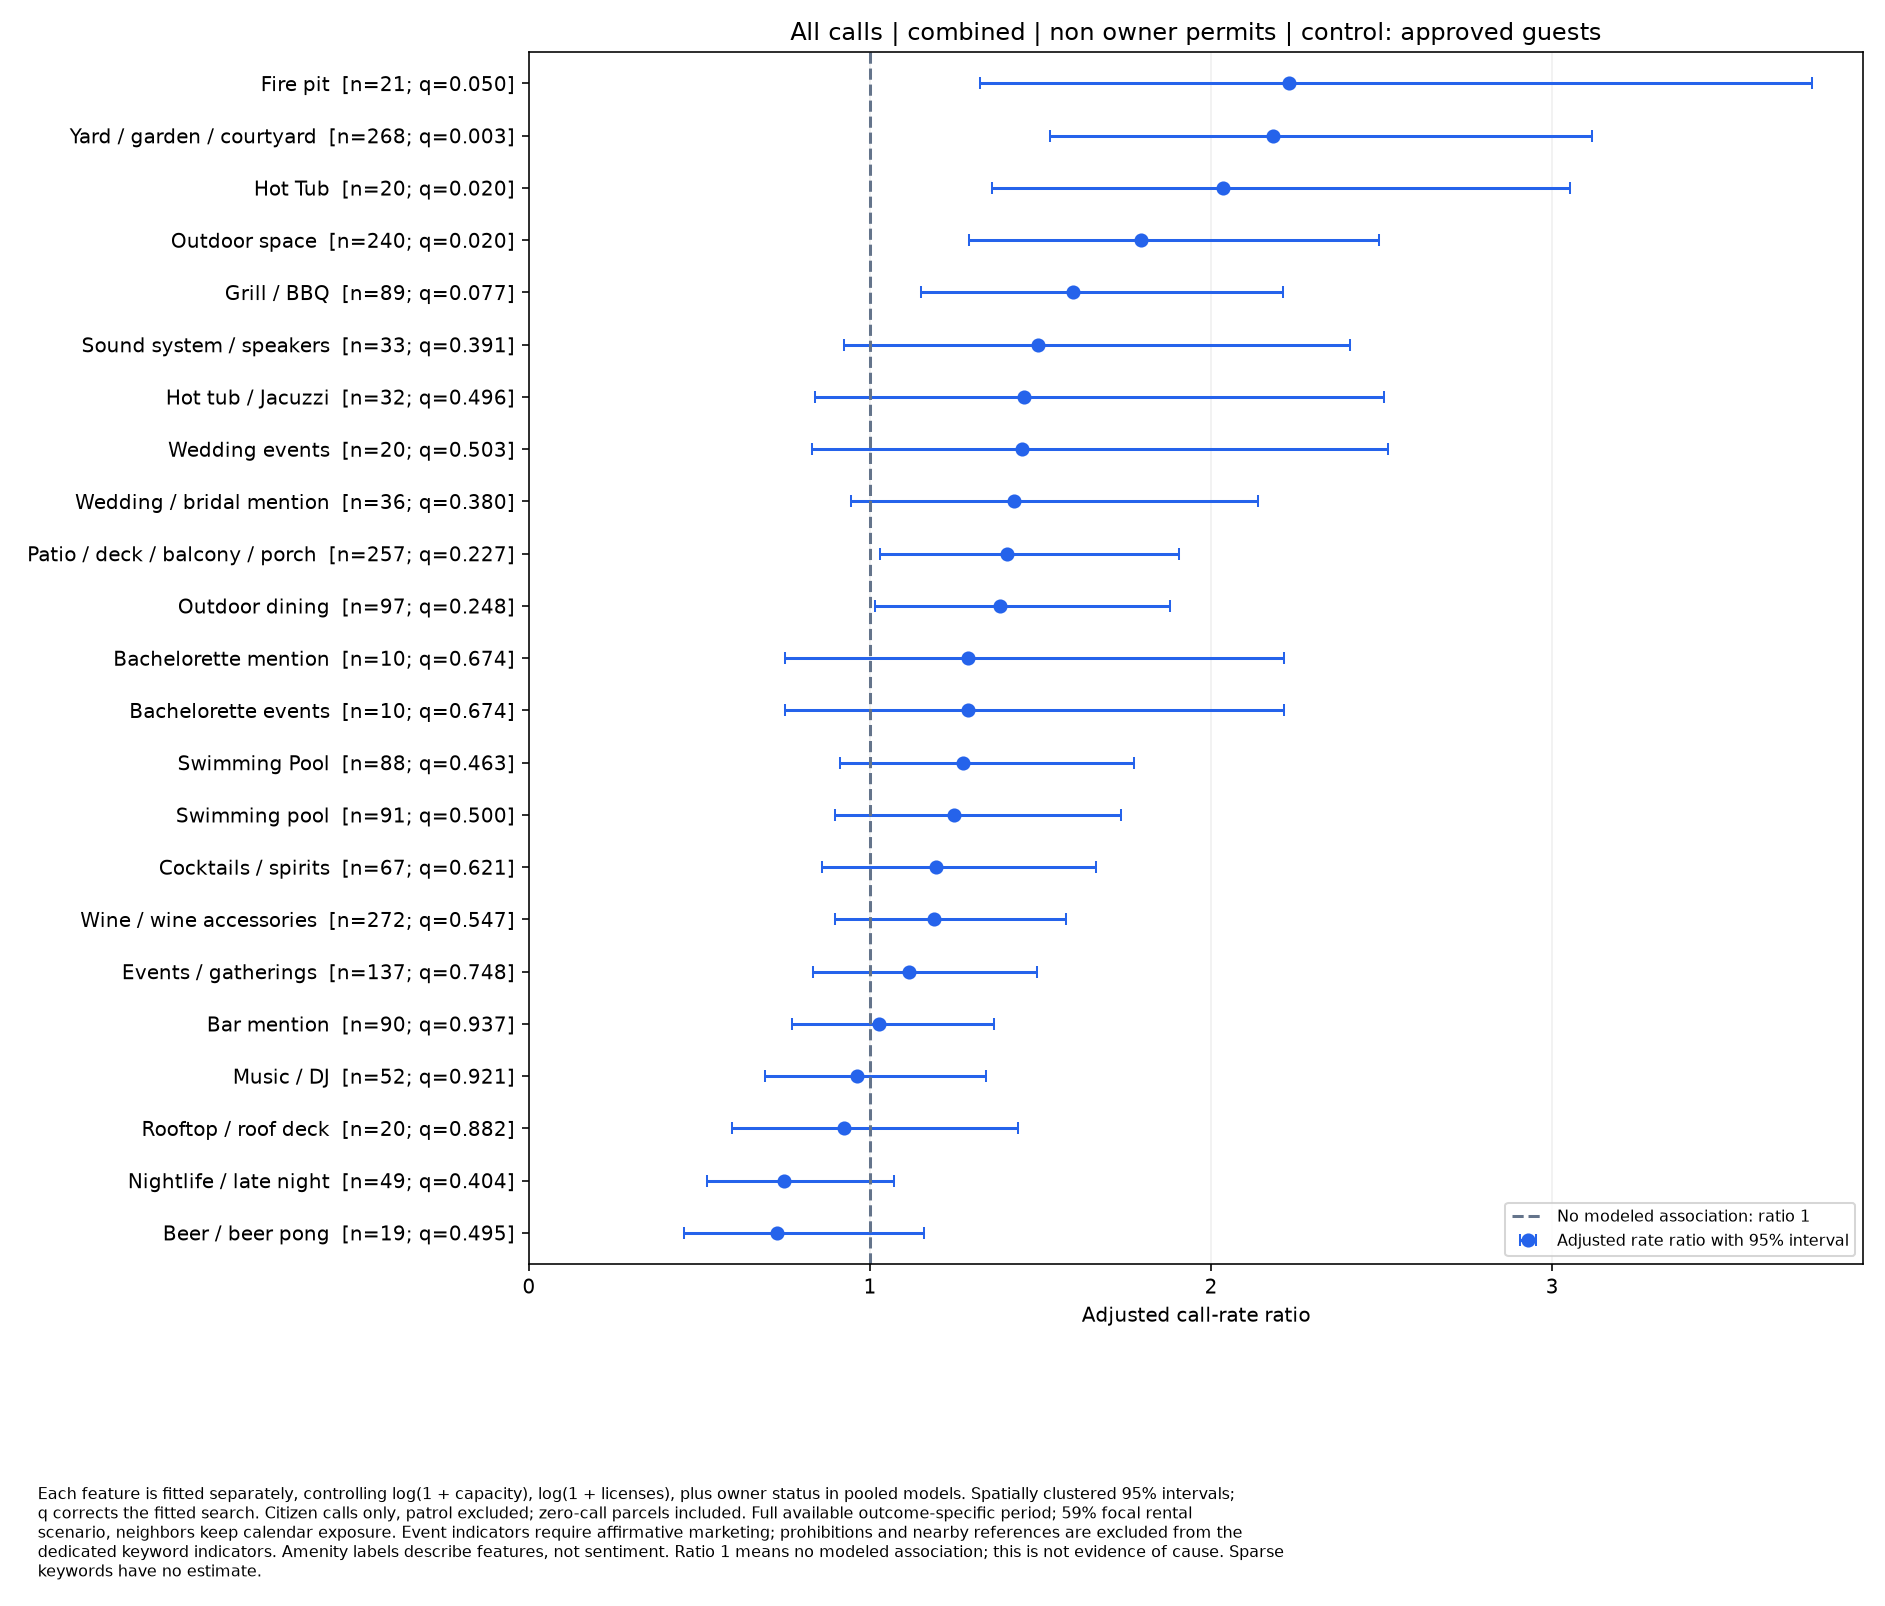 All calls | combined | non owner permits | control: approved guests
Fire pit [n=21; q=0.050]
Yard / garden / courtyard [n=268; q=0.003]
Hot Tub [n=20; q=0.020]
Outdoor space [n=240; q=0.020]
Grill / BBQ [n=89; q=0.077]
Sound system / speakers [n=33; q=0.391]
Hot tub / Jacuzzi [n=32; q=0.496]
Wedding events [n=20; q=0.503]
Wedding / bridal mention [n=36; q=0.380]
Patio / deck / balcony / porch [n=257; q=0.227]
Outdoor dining [n=97; q=0.248]
Bachelorette mention [n=10; q=0.674]
Bachelorette events [n=10; q=0.674]
Swimming Pool [n=88; q=0.463]
Swimming pool [n=91; q=0.500]
Cocktails / spirits [n=67; q=0.621]
Wine / wine accessories [n=272; q=0.547]
Events / gatherings [n=137; q=0.748]
Bar mention [n=90; q=0.937]
Music / DJ [n=52; q=0.921]
Rooftop / roof deck [n=20; q=0.882]
Nightlife / late night [n=49; q=0.404]
Beer / beer pong [n=19; q=0.495]
No modeled association: ratio 1
Adjusted rate ratio with 95% interval
0 1 2 3
Adjusted call-rate ratio
Each feature is fitted separately, controlling log(1 + capacity), log(1 + licenses), plus owner status in pooled models. Spatially clustered 95% intervals;
q corrects the fitted search. Citizen calls only, patrol excluded; zero-call parcels included. Full available outcome-specific period; 59% focal rental
scenario, neighbors keep calendar exposure. Event indicators require affirmative marketing; prohibitions and nearby references are excluded from the
dedicated keyword indicators. Amenity labels describe features, not sentiment. Ratio 1 means no modeled association; this is not evidence of cause. Sparse
keywords have no estimate.